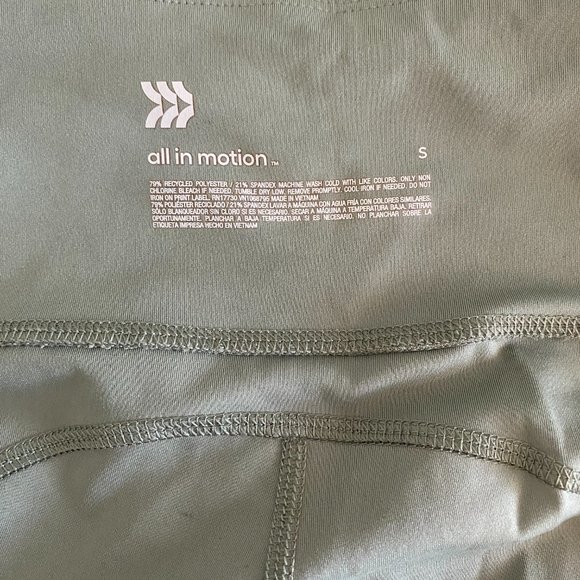 all in motion™
S
79% RECYCLED POLYESTER / 21% SPANDEX MACHINE WASH COLD WITH LIKE COLORS. ONLY NON
CHLORINE BLEACH IF NEEDED. TUMBLE DRY LOW. REMOVE PROMPTLY. COOL IRON IF NEEDED. DO NOT
IRON ON PRINT LABEL. RN17730 VN1068796 MADE IN VIETNAM
79% POLIÉSTER RECICLADO / 21% SPANDEX LAVAR A MÁQUINA CON AGUA FRÍA CON COLORES SIMILARES.
SÓLO BLANQUEADOR SIN CLORO SI ES NECESARIO. SECAR A MÁQUINA A TEMPERATURA BAJA. RETIRAR
OPORTUNAMENTE. PLANCHAR A BAJA TEMPERATURA SI ES NECESARIO. NO PLANCHAR SOBRE LA
ETIQUETA IMPRESA HECHO EN VIETNAM